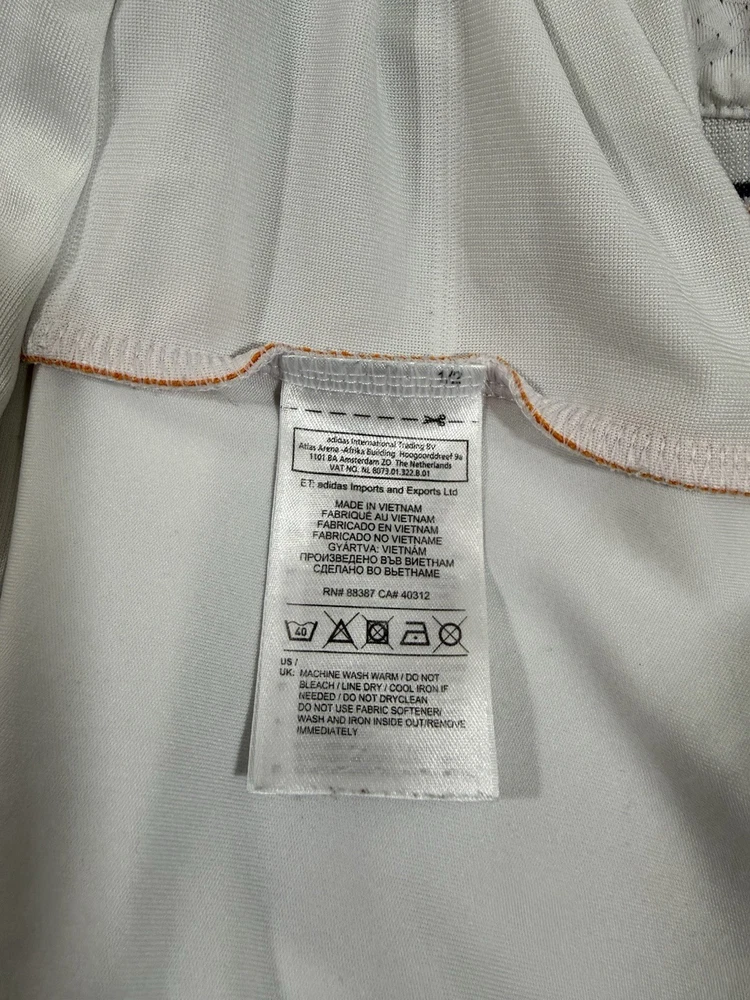 1/2
adidas International Trading BV
Atlas Arena -Afrika Building Hoogoorddreef 9a
1101 BA Amsterdam ZO The Netherlands
VAT NO. NL 8073.01.322.B.01
ET: adidas Imports and Exports Ltd
MADE IN VIETNAM
FABRIQUÉ AU VIETNAM
FABRICADO EN VIETNAM
FABRICADO NO VIETNAME
GYÁRTVA: VIETNÁM
ПРОИЗВЕДЕНО ВЪВ ВИЕТНАМ
СДЕЛАНО ВО ВЬЕТНАМЕ
RN# 88387 CA# 40312
40
US /
UK: MACHINE WASH WARM / DO NOT
BLEACH / LINE DRY / COOL IRON IF
NEEDED / DO NOT DRYCLEAN
DO NOT USE FABRIC SOFTENER/
WASH AND IRON INSIDE OUT/REMOVE
IMMEDIATELY